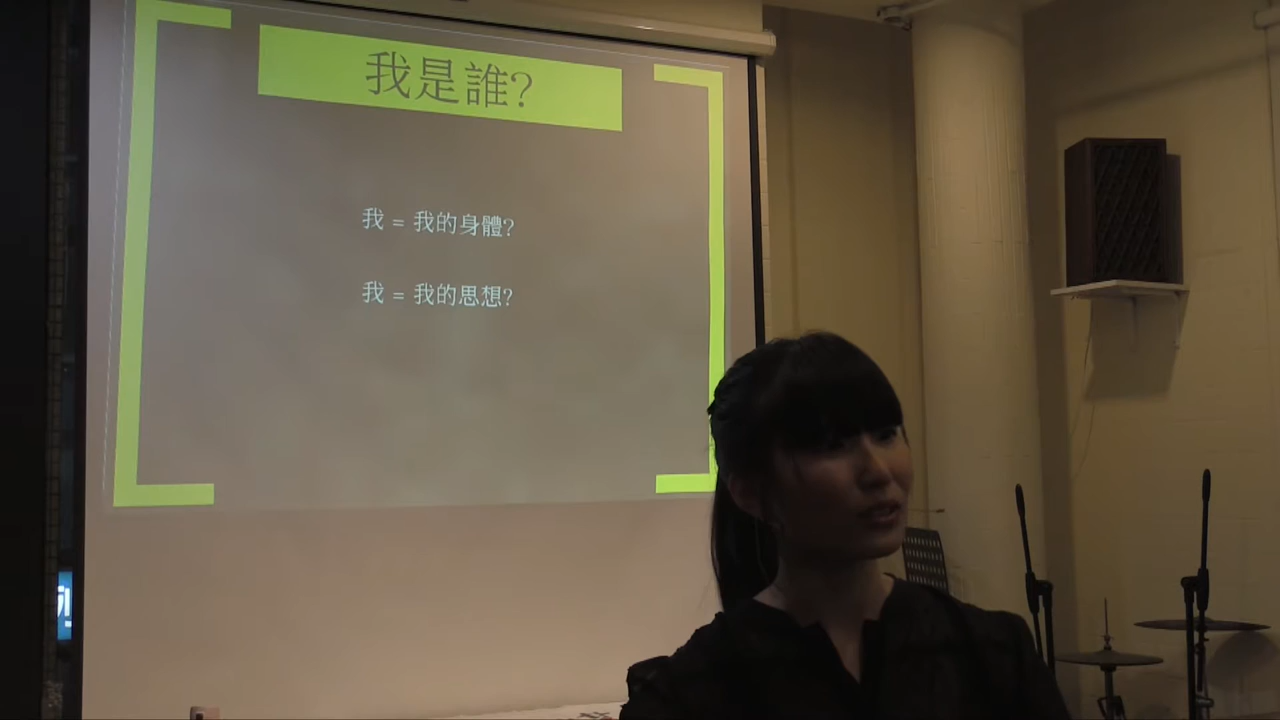 我是誰?
我 = 我的身體?
我 = 我的思想?